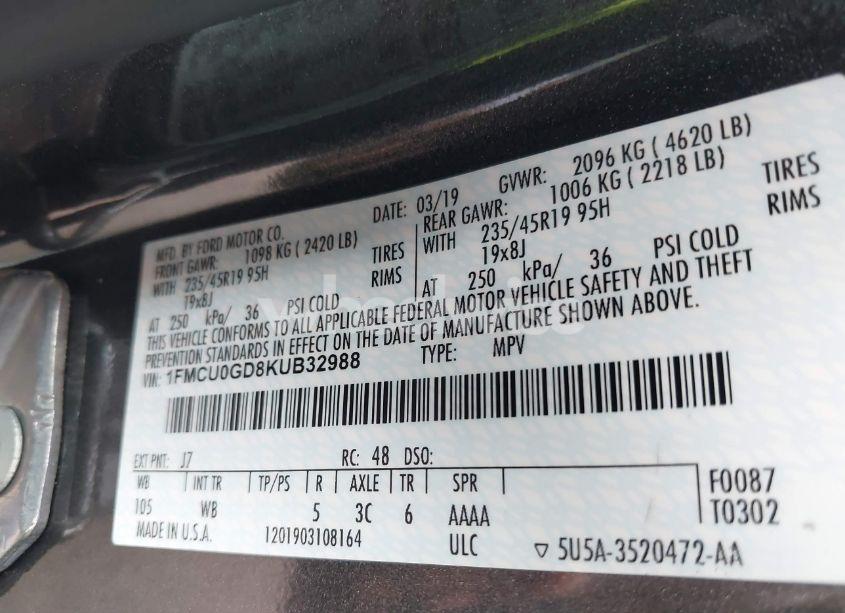 MFD. BY FORD MOTOR CO. DATE: 03/19 GVWR: 2096 KG ( 4620 LB)
FRONT GAWR: 1098 KG ( 2420 LB) REAR GAWR: 1006 KG ( 2218 LB)
WITH 235/45R19 95H TIRES WITH 235/45R19 95H TIRES
19x8J RIMS 19x8J RIMS
AT 250 kPa/ 36 PSI COLD AT 250 kPa/ 36 PSI COLD
THIS VEHICLE CONFORMS TO ALL APPLICABLE FEDERAL MOTOR VEHICLE SAFETY AND THEFT
PREVENTION STANDARDS IN EFFECT ON THE DATE OF MANUFACTURE SHOWN ABOVE.
VIN: 1FMCU0GD8KUB32988 TYPE: MPV
EXT PNT: J7 RC: 48 DSO:
WB INT TR TP/PS R AXLE TR SPR F0087
105 WB 5 3C 6 AAAA T0302
MADE IN U.S.A. 1201903108164 ULC ▽ 5U5A-3520472-AA